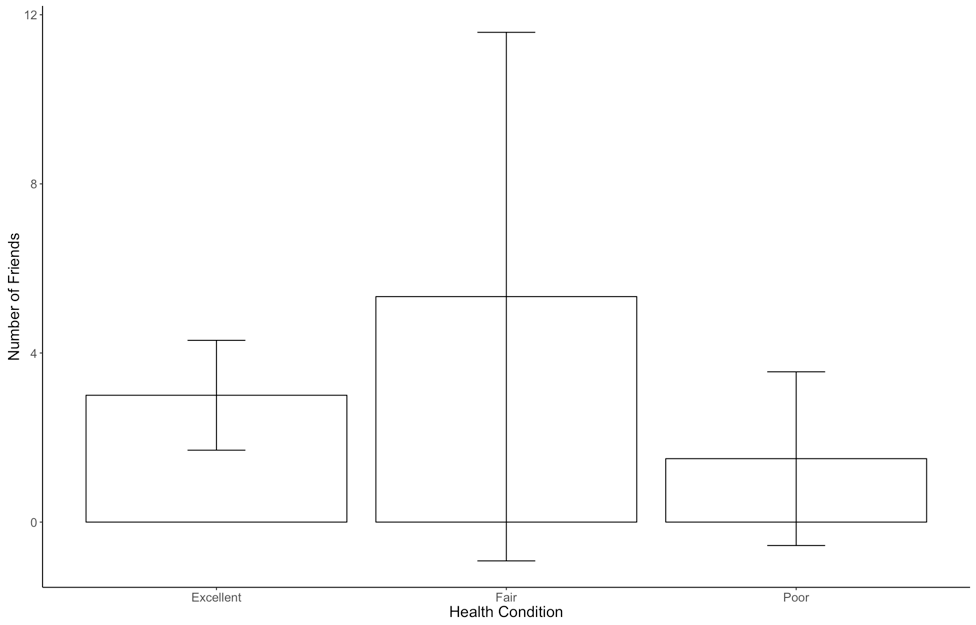 12
8
4
0
Number of Friends
Excellent
Fair
Poor
Health Condition